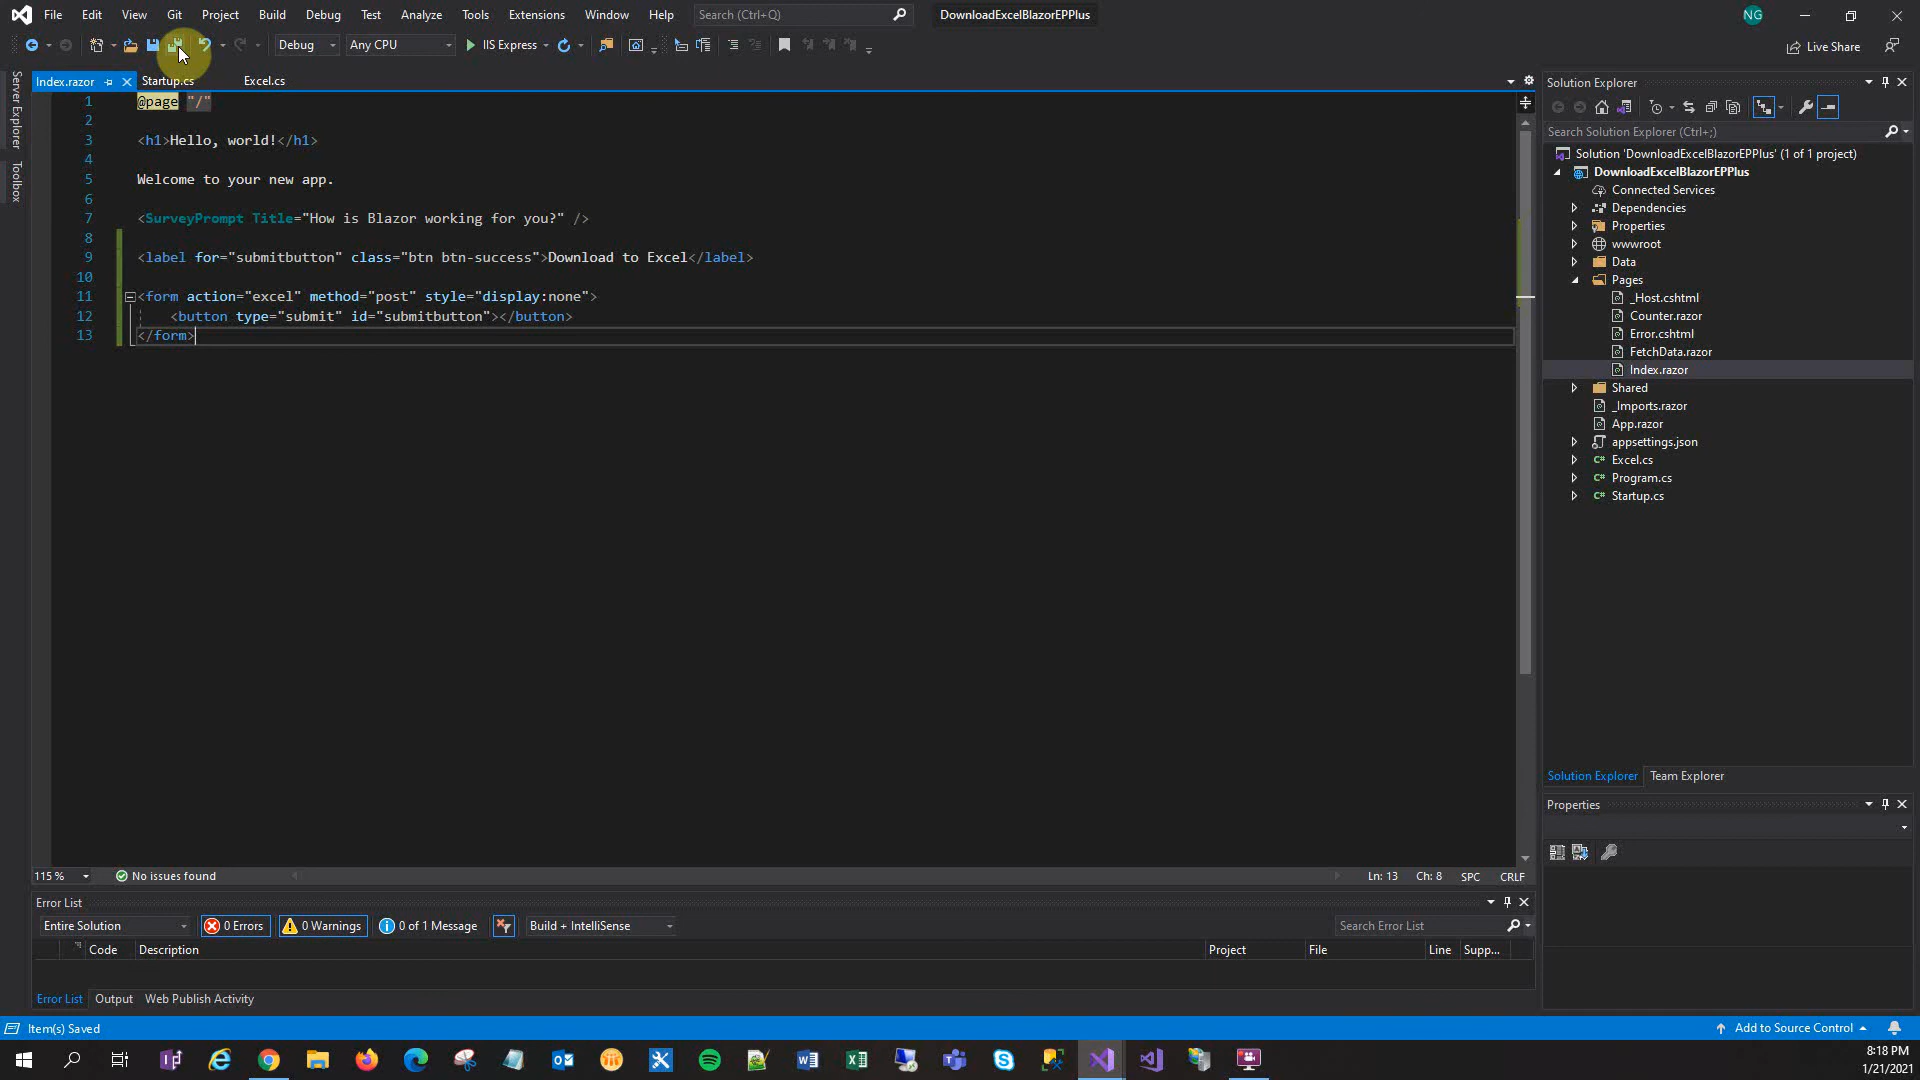 File Edit View Git Project Build Debug Test Analyze Tools Extensions Window Help Search (Ctrl+Q) DownloadExcelBlazorEPPlus NG
Debug Any CPU IIS Express Live Share
Server Explorer
Toolbox
Index.razor Startup.cs Excel.cs
1 @page "/"
2
3 <h1>Hello, world!</h1>
4
5 Welcome to your new app.
6
7 <SurveyPrompt Title="How is Blazor working for you?" />
8
9 <label for="submitbutton" class="btn btn-success">Download to Excel</label>
10
11 <form action="excel" method="post" style="display:none">
12 <button type="submit" id="submitbutton"></button>
13 </form>
115 % No issues found Ln: 13 Ch: 8 SPC CRLF
Error List
Entire Solution 0 Errors 0 Warnings 0 of 1 Message Build + IntelliSense Search Error List
Code Description Project File Line Supp...
Error List Output Web Publish Activity
Solution Explorer
Search Solution Explorer (Ctrl+;)
Solution 'DownloadExcelBlazorEPPlus' (1 of 1 project)
DownloadExcelBlazorEPPlus
Connected Services
Dependencies
Properties
wwwroot
Data
Pages
_Host.cshtml
Counter.razor
Error.cshtml
FetchData.razor
Index.razor
Shared
_Imports.razor
App.razor
appsettings.json
Excel.cs
Program.cs
Startup.cs
Solution Explorer Team Explorer
Properties
Item(s) Saved Add to Source Control
8:18 PM
1/21/2021